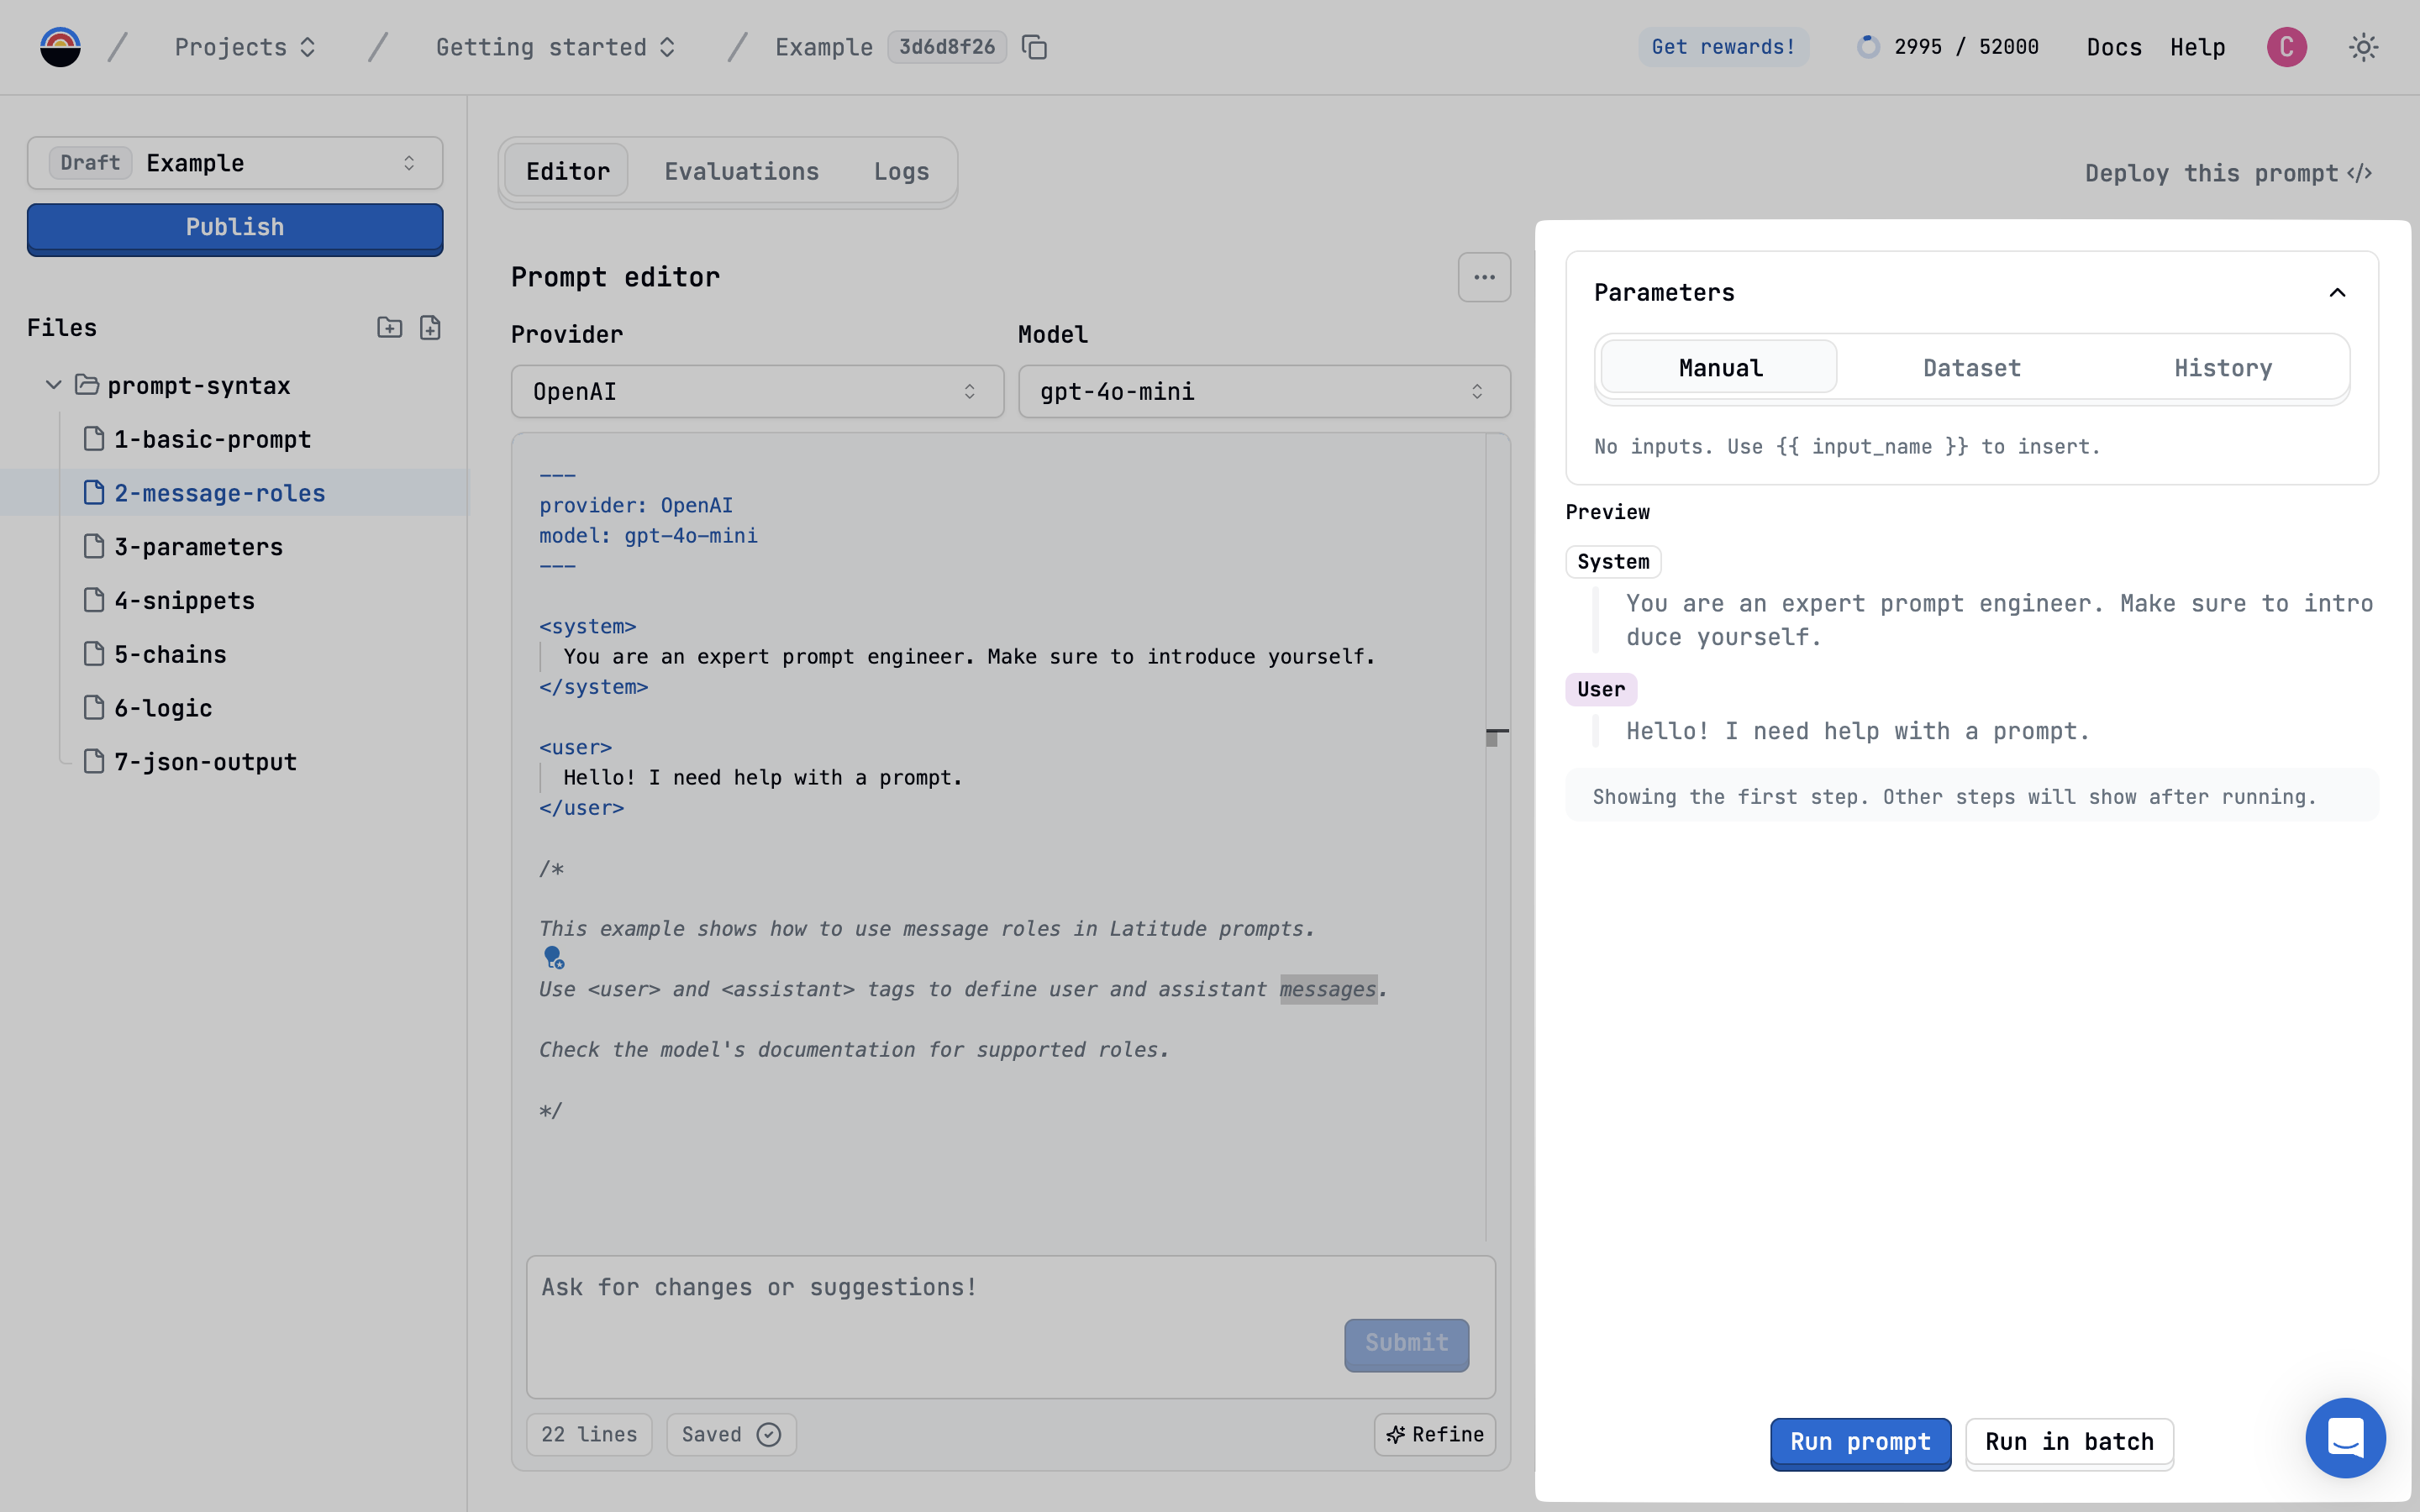 Projects
Getting started
Example 3d6d8f26
Get rewards!
2995 / 52000
Docs
Help
C
Draft Example
Publish
Files
prompt-syntax
1-basic-prompt
2-message-roles
3-parameters
4-snippets
5-chains
6-logic
7-json-output
Editor
Evaluations
Logs
Deploy this prompt
Prompt editor
Provider
Model
OpenAI
gpt-4o-mini
---
provider: OpenAI
model: gpt-4o-mini
---
<system>
You are an expert prompt engineer. Make sure to introduce yourself.
</system>
<user>
Hello! I need help with a prompt.
</user>
/*
This example shows how to use message roles in Latitude prompts.
Use <user> and <assistant> tags to define user and assistant messages.
Check the model's documentation for supported roles.
*/
Ask for changes or suggestions!
Submit
22 lines
Saved
Refine
Parameters
Manual
Dataset
History
No inputs. Use {{ input_name }} to insert.
Preview
System
You are an expert prompt engineer. Make sure to intro
duce yourself.
User
Hello! I need help with a prompt.
Showing the first step. Other steps will show after running.
Run prompt
Run in batch